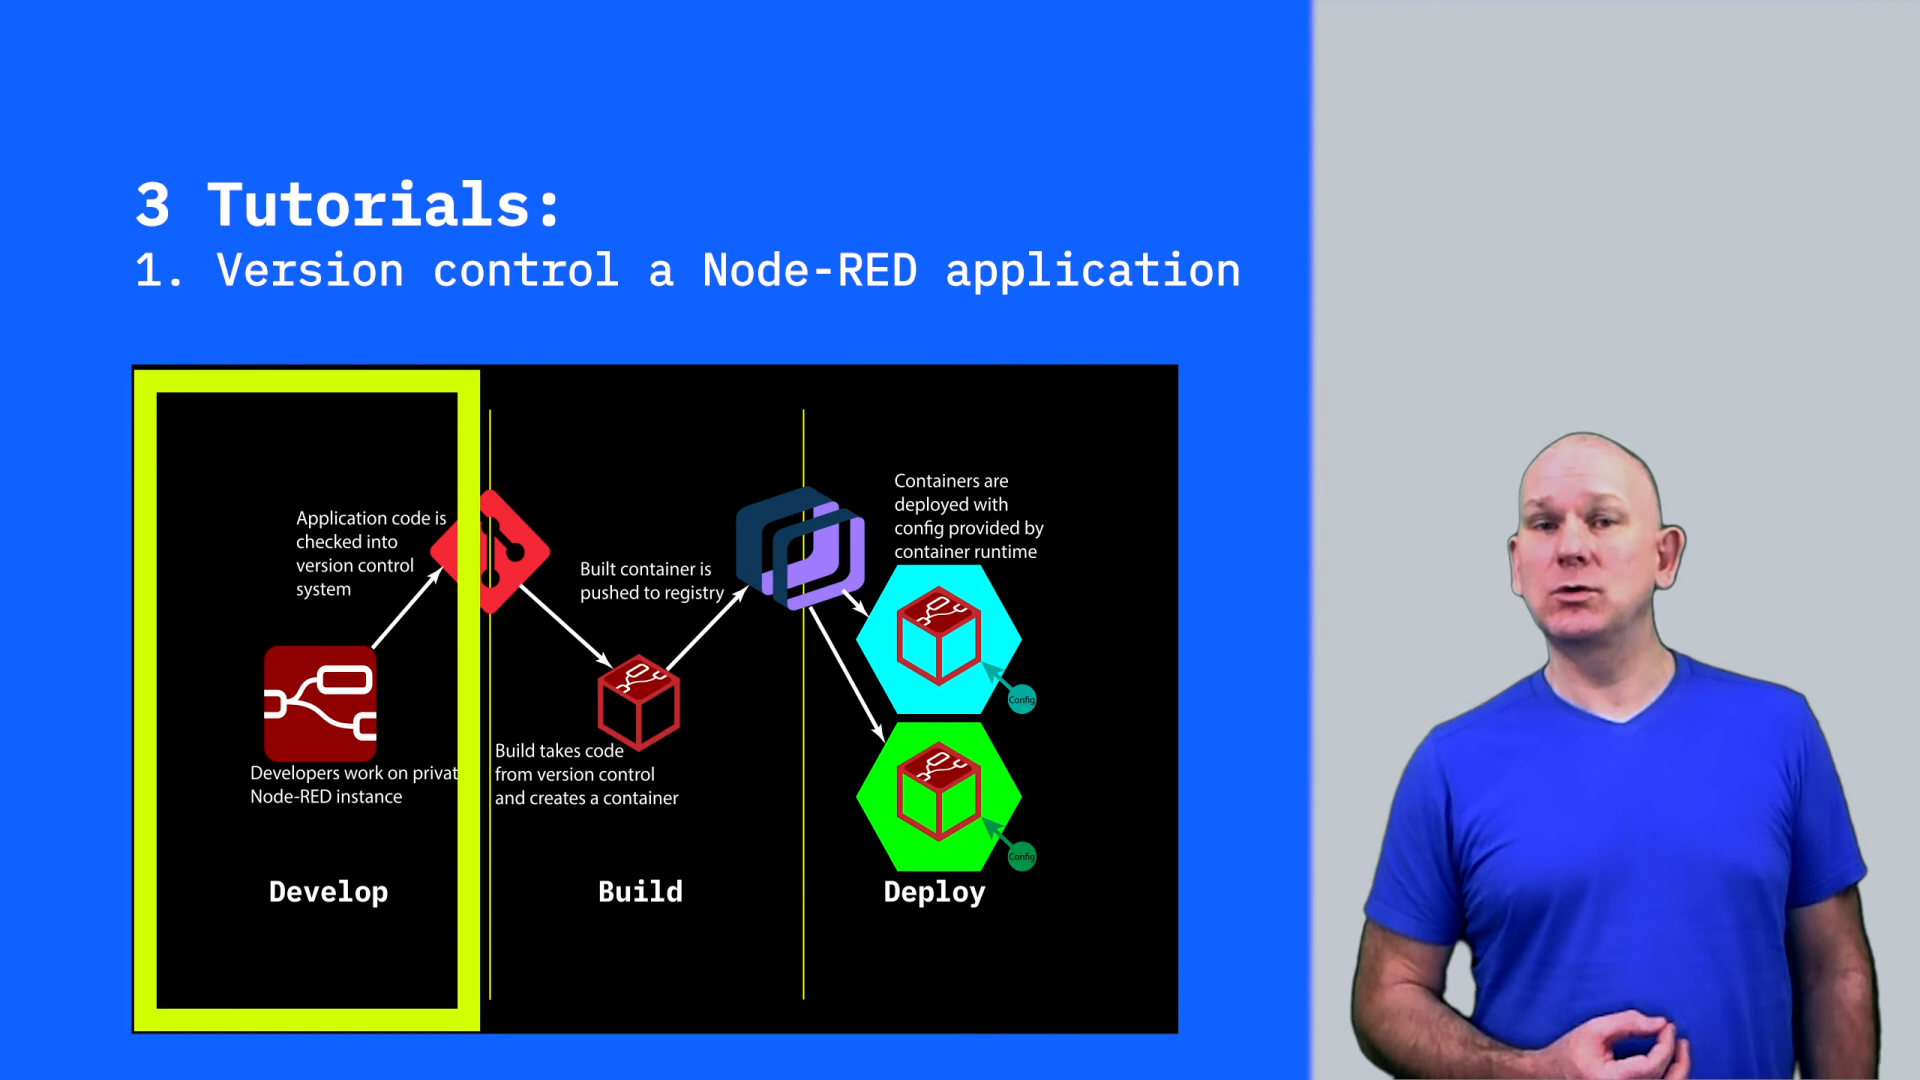 3 Tutorials:
1. Version control a Node-RED application
Application code is
checked into
version control
system
Developers work on privat
Node-RED instance
Develop
Built container is
pushed to registry
Build takes code
from version control
and creates a container
Build
Containers are
deployed with
config provided by
container runtime
Config
Config
Deploy